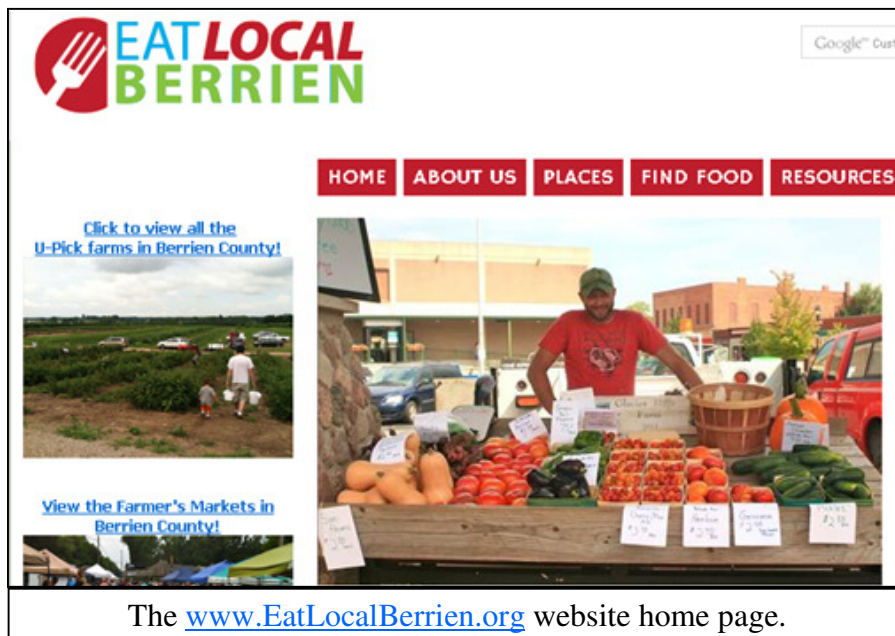 EAT LOCAL
BERRIEN
Google™ Cust
HOME ABOUT US PLACES FIND FOOD RESOURCES
Click to view all the
U-Pick farms in Berrien County!
View the Farmer's Markets in
Berrien County!
The www.EatLocalBerrien.org website home page.